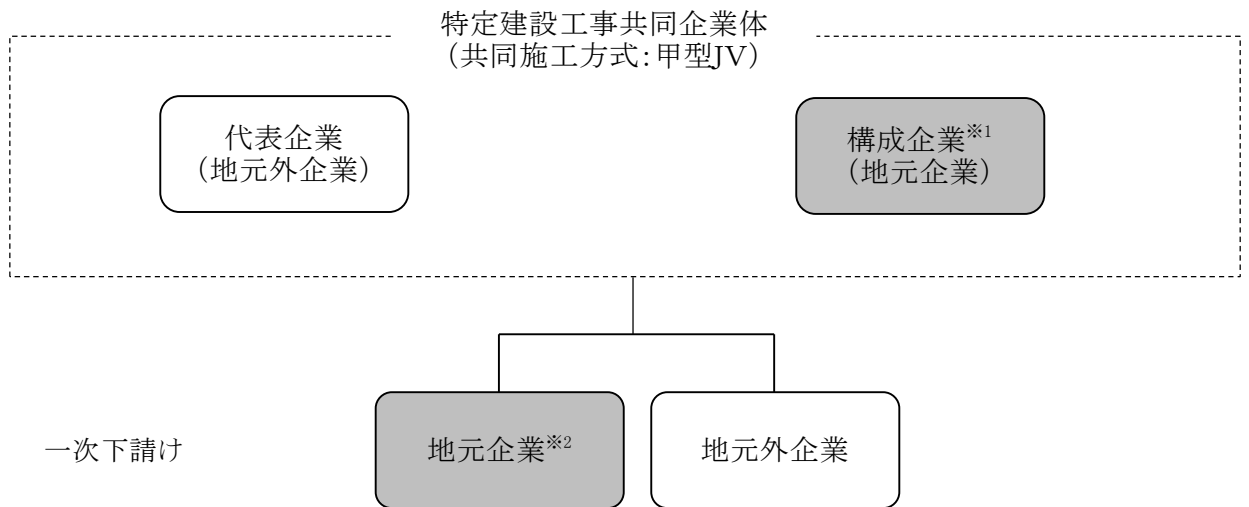 特定建設工事共同企業体
（共同施工方式：甲型JV）
代表企業
（地元外企業）
構成企業※1
（地元企業）
一次下請け
地元企業※2
地元外企業